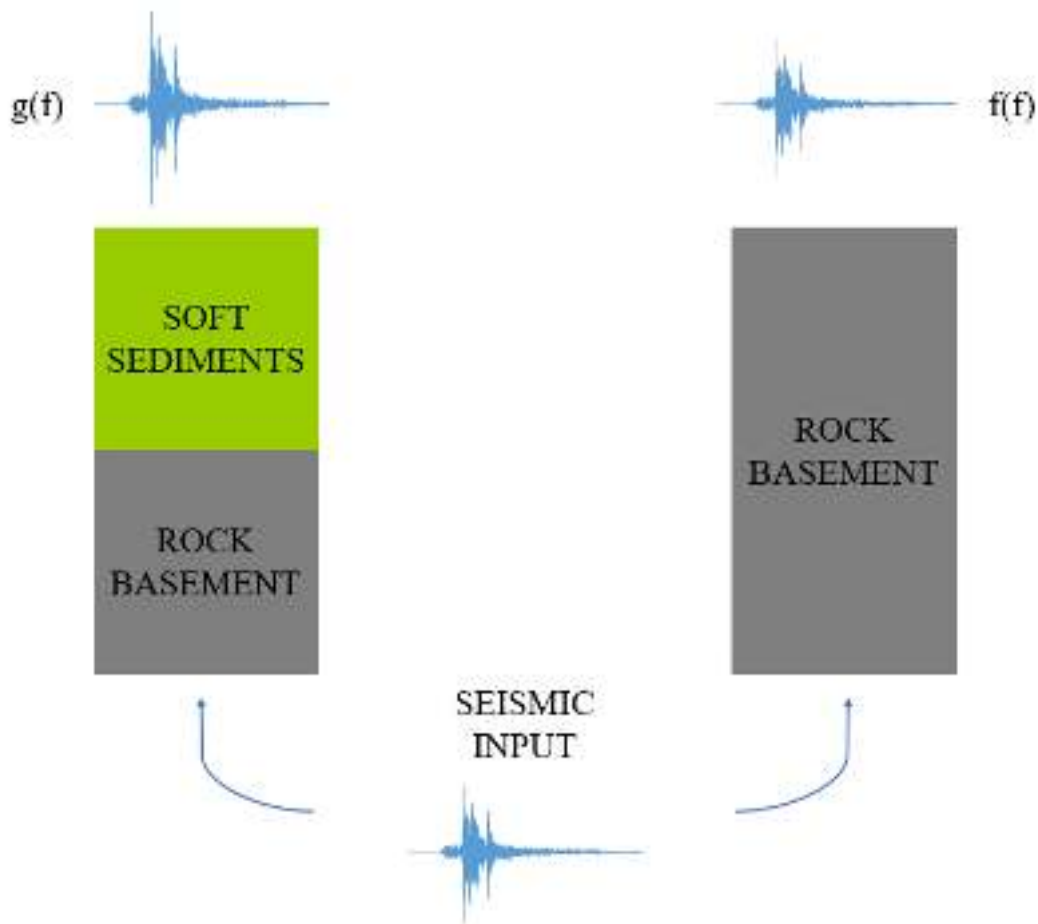 g(f)
f(f)
SOFT
SEDIMENTS
ROCK
BASEMENT
ROCK
BASEMENT
SEISMIC
INPUT